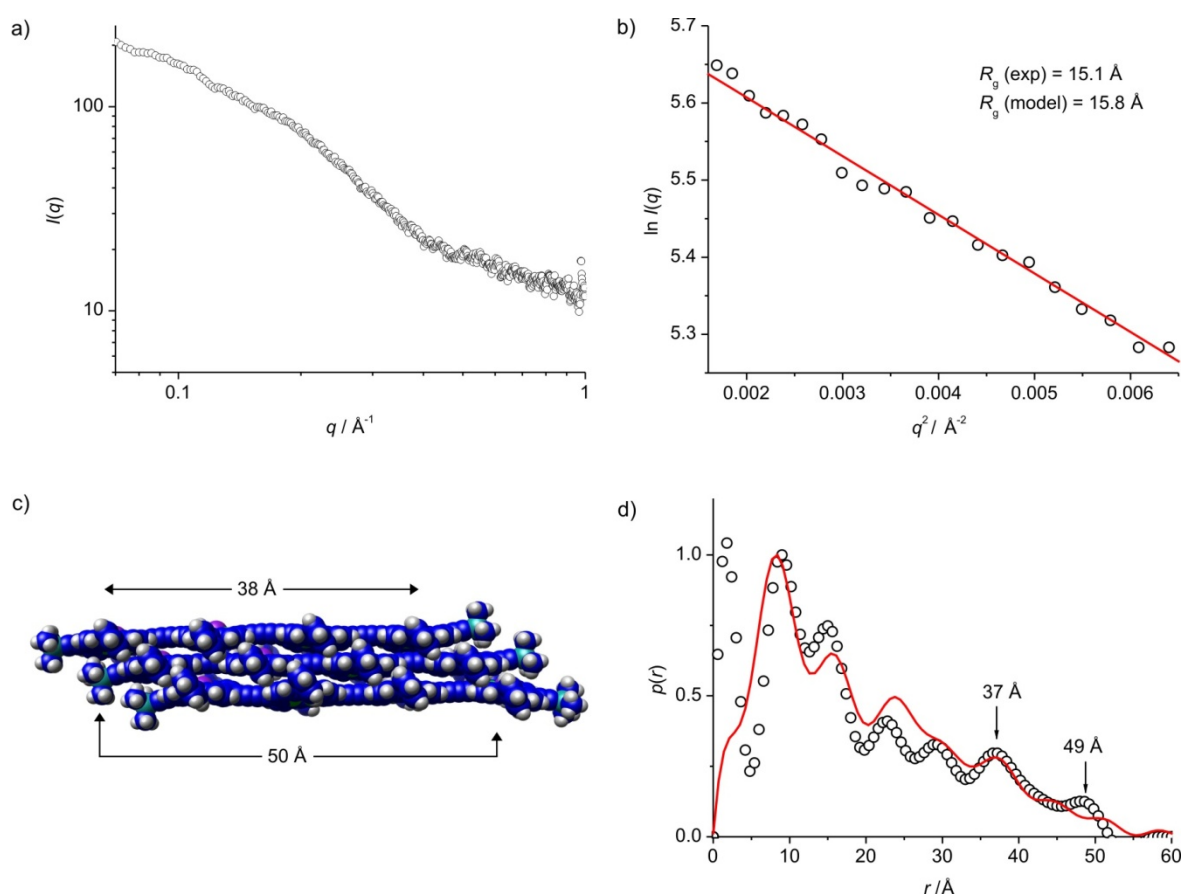 a)
100
10
I(q)
0.1
1
q / Å⁻¹
b)
5.7
5.6
5.5
5.4
5.3
ln I(q)
Rg (exp) = 15.1 Å
Rg (model) = 15.8 Å
0.002 0.003 0.004 0.005 0.006
q² / Å⁻²
c)
38 Å
50 Å
d)
1.0
0.5
0.0
p(r)
37 Å
49 Å
0 10 20 30 40 50 60
r /Å